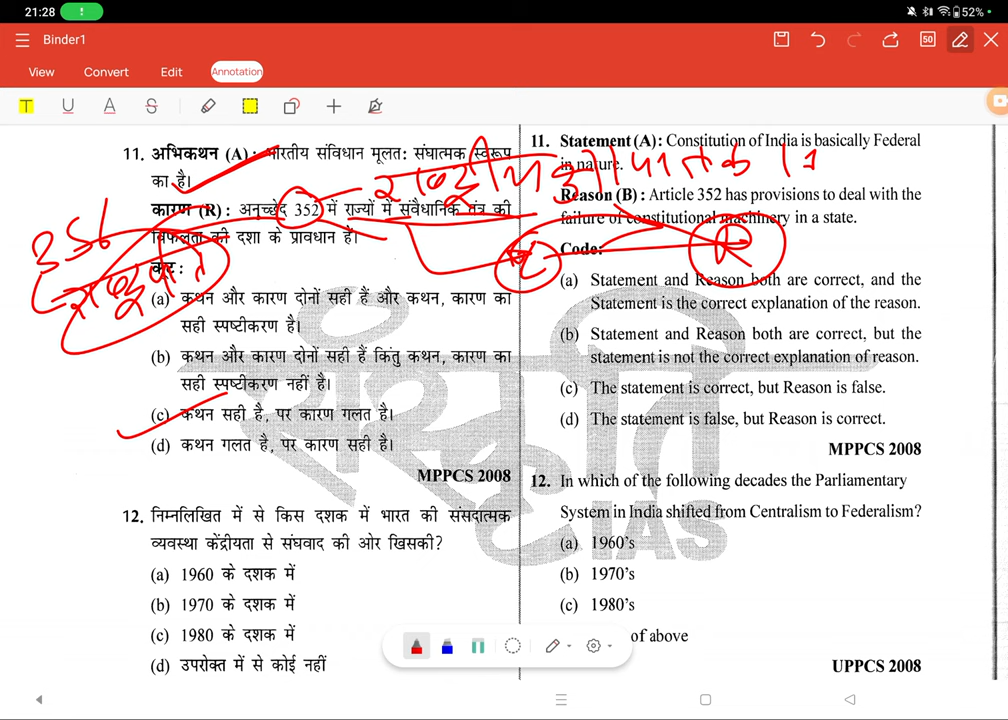 21:28
52%
Binder1
50
View Convert Edit Annotation
11. अभिकथन (A): भारतीय संविधान मूलत: संघात्मक स्वरूप
का है।
कारण (R): अनुच्छेद 352 में राज्यों में संवैधानिक तंत्र की
विफलता की दशा के प्रावधान हैं।
356
कूट:
(a) कथन और कारण दोनों सही हैं और कथन, कारण का
सही स्पष्टीकरण है।
(b) कथन और कारण दोनों सही हैं किंतु कथन, कारण का
सही स्पष्टीकरण नहीं है।
(c) कथन सही है, पर कारण गलत है।
(d) कथन गलत है, पर कारण सही है।
MPPCS 2008
12. निम्नलिखित में से किस दशक में भारत की संसदात्मक
व्यवस्था केंद्रीयता से संघवाद की ओर खिसकी?
(a) 1960 के दशक में
(b) 1970 के दशक में
(c) 1980 के दशक में
(d) उपरोक्त में से कोई नहीं
11. Statement (A): Constitution of India is basically Federal
in nature.
Reason (B): Article 352 has provisions to deal with the
failure of constitutional machinery in a state.
Code:
(a) Statement and Reason both are correct, and the
Statement is the correct explanation of the reason.
(b) Statement and Reason both are correct, but the
statement is not the correct explanation of reason.
(c) The statement is correct, but Reason is false.
(d) The statement is false, but Reason is correct.
MPPCS 2008
12. In which of the following decades the Parliamentary
System in India shifted from Centralism to Federalism?
(a) 1960's
(b) 1970's
(c) 1980's
of above
UPPCS 2008
संस्कृति
IAS